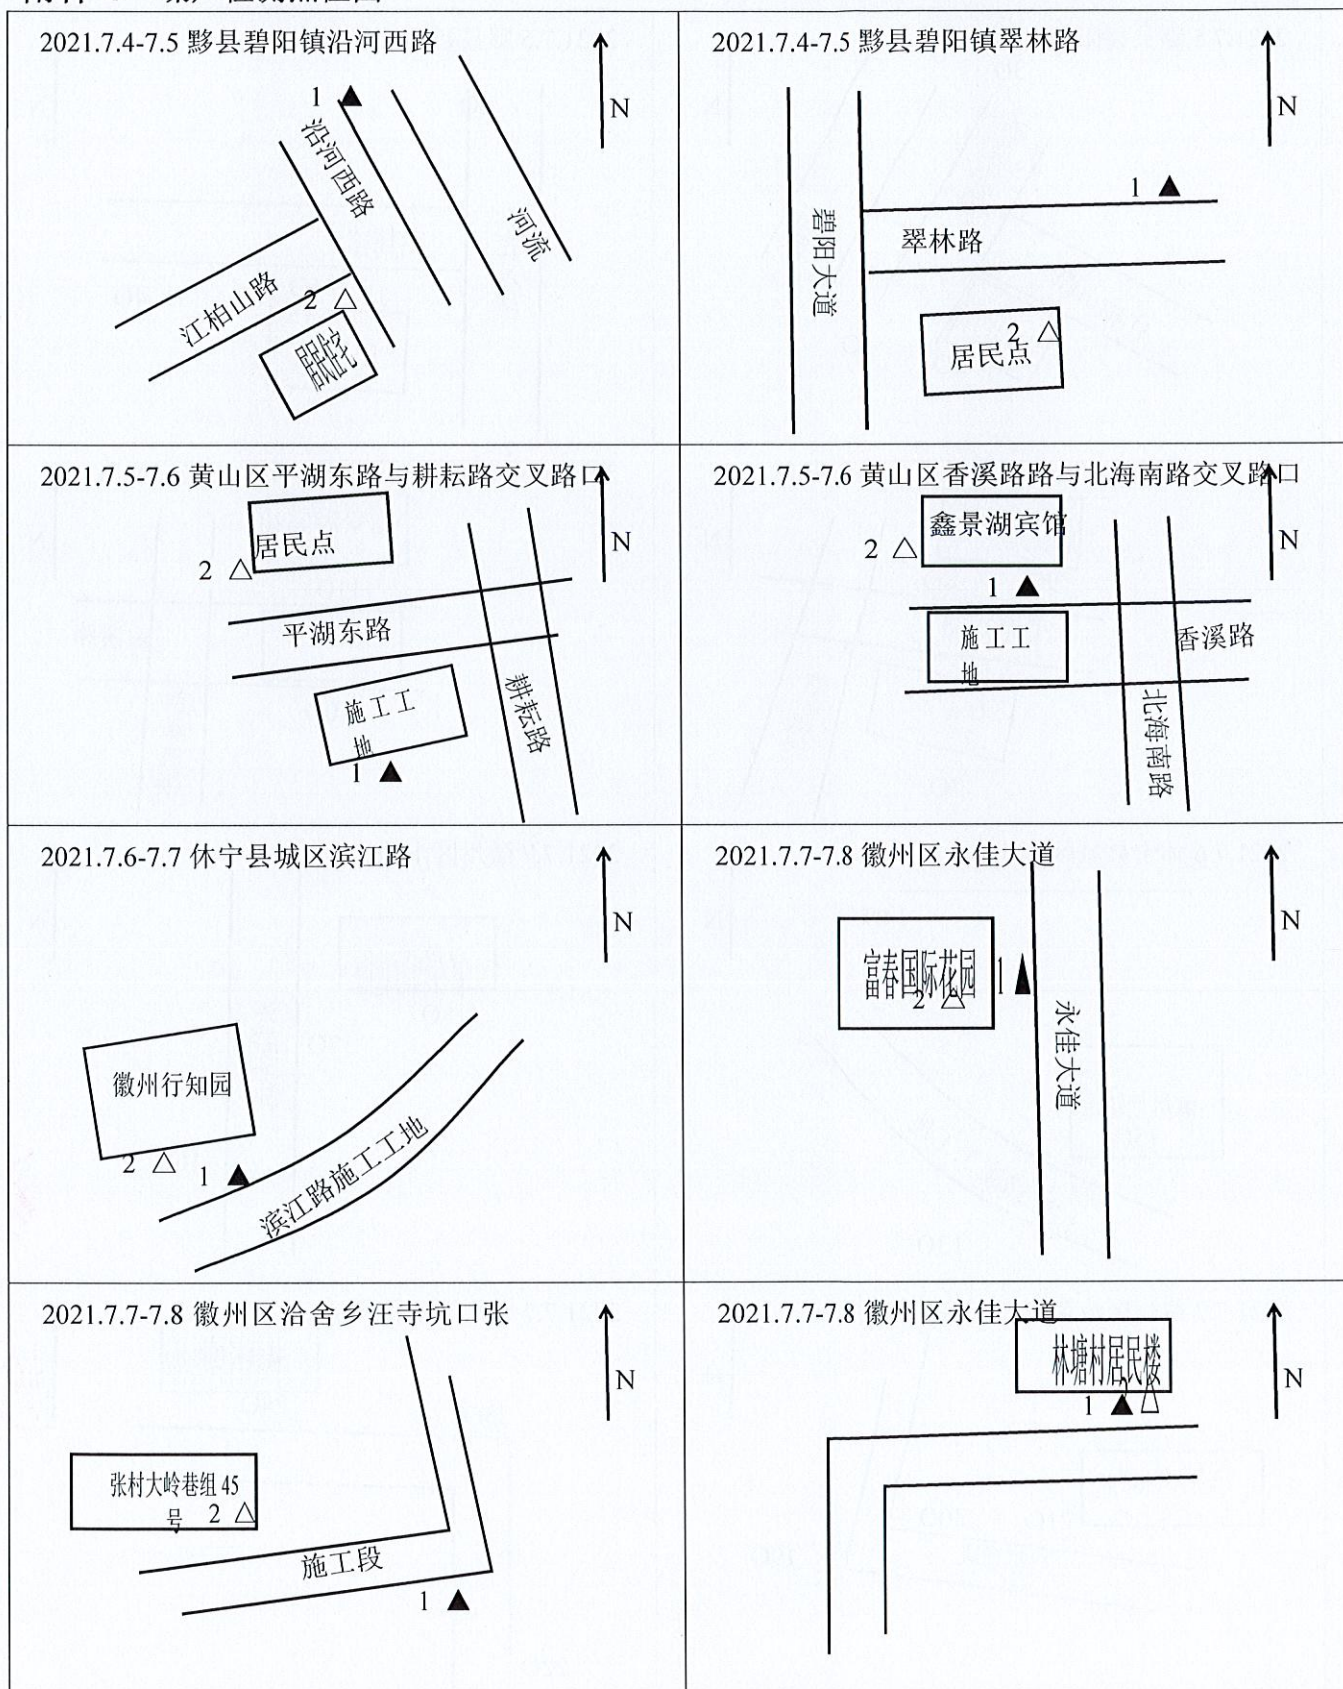 2021.7.4-7.5 黟县碧阳镇沿河西路
N
1
沿河西路
河流
江柏山路
2
居民住宅
2021.7.4-7.5 黟县碧阳镇翠林路
N
1
碧阳大道
翠林路
2
居民点
2021.7.5-7.6 黄山区平湖东路与耕耘路交叉路口
N
居民点
2
平湖东路
施工工
地
耕耘路
1
2021.7.5-7.6 黄山区香溪路路与北海南路交叉路口
N
鑫景湖宾馆
2
1
施工工
地
香溪路
北海南路
2021.7.6-7.7 休宁县城区滨江路
N
徽州行知园
2
1
滨江路施工工地
2021.7.7-7.8 徽州区永佳大道
N
富春国际花园
1
2
永佳大道
2021.7.7-7.8 徽州区洽舍乡汪寺坑口张
N
张村大岭巷组 45
号
2
施工段
1
2021.7.7-7.8 徽州区永佳大道
N
林塘村居民楼
2
1